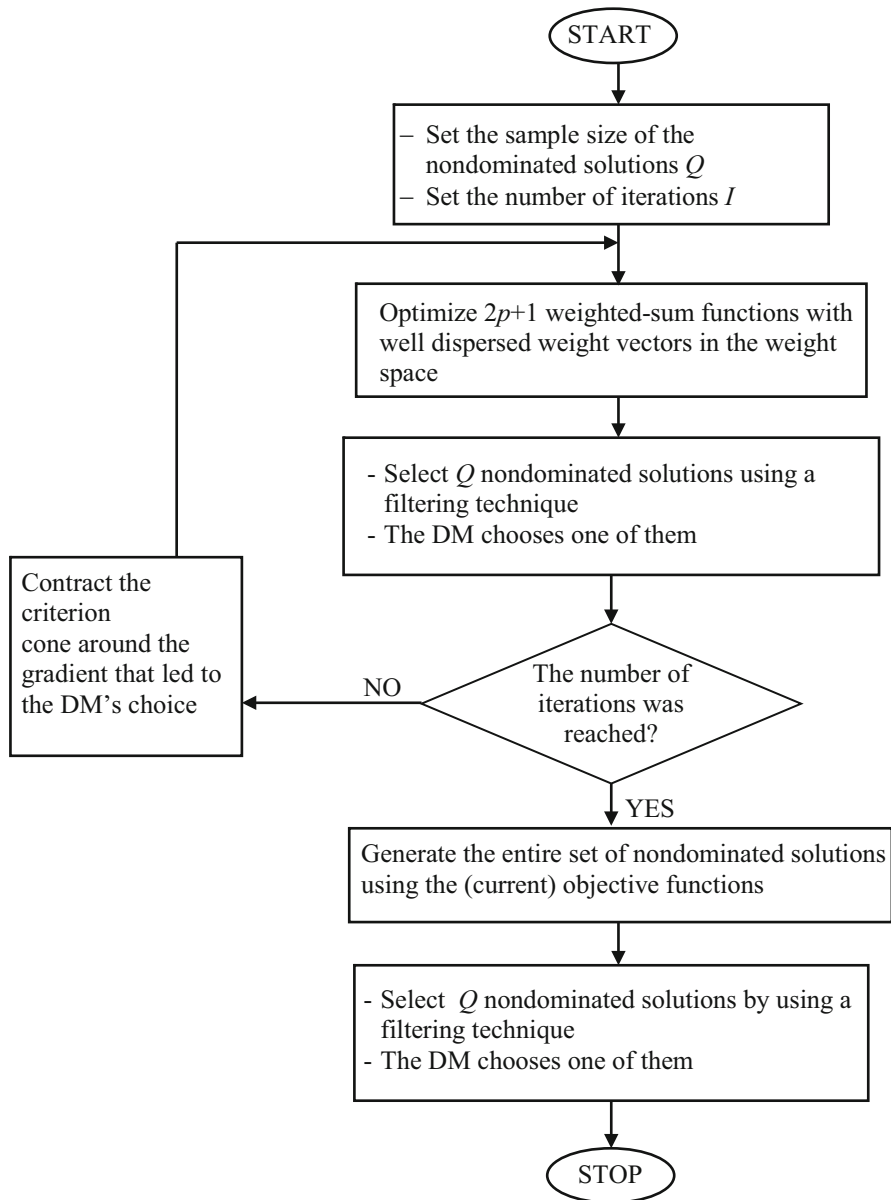 START
– Set the sample size of the
nondominated solutions Q
– Set the number of iterations I
Optimize 2p+1 weighted-sum functions with
well dispersed weight vectors in the weight
space
- Select Q nondominated solutions using a
filtering technique
- The DM chooses one of them
Contract the
criterion
cone around the
gradient that led to
the DM’s choice
NO
The number of
iterations was
reached?
YES
Generate the entire set of nondominated solutions
using the (current) objective functions
- Select Q nondominated solutions by using a
filtering technique
- The DM chooses one of them
STOP